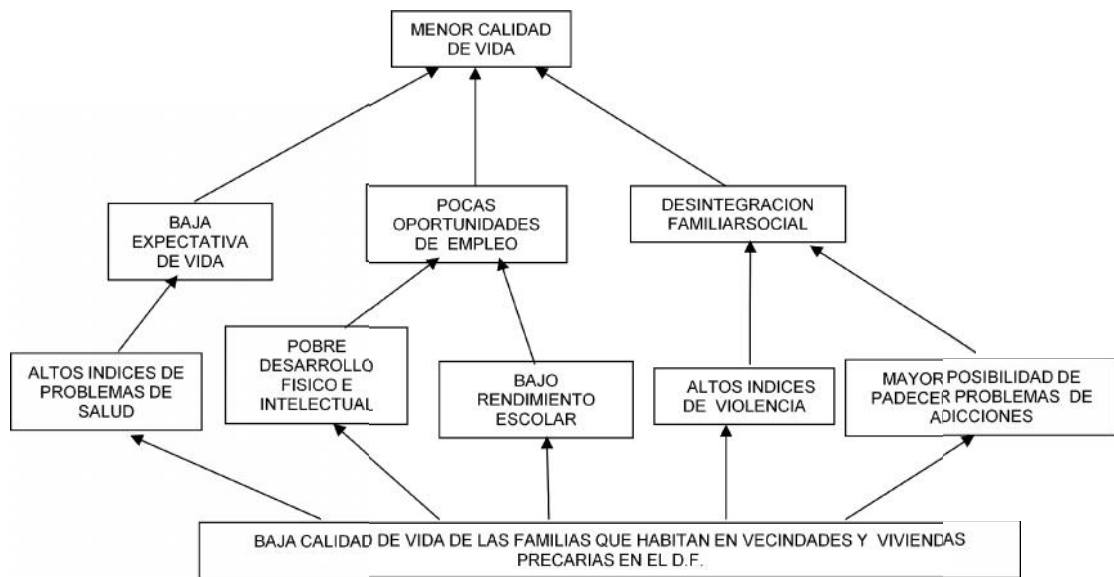 MENOR CALIDAD
DE VIDA
BAJA
EXPECTATIVA
DE VIDA
POCAS
OPORTUNIDADES
DE EMPLEO
DESINTEGRACION
FAMILIARSOCIAL
ALTOS INDICES DE
PROBLEMAS DE
SALUD
POBRE
DESARROLLO
FISICO E
INTELECTUAL
BAJO
RENDIMIENTO
ESCOLAR
ALTOS INDICES
DE VIOLENCIA
MAYOR POSIBILIDAD DE
PADECER PROBLEMAS DE
ADICCIONES
BAJA CALIDAD DE VIDA DE LAS FAMILIAS QUE HABITAN EN VECINDADES Y VIVIENDAS
PRECARIAS EN EL D.F.